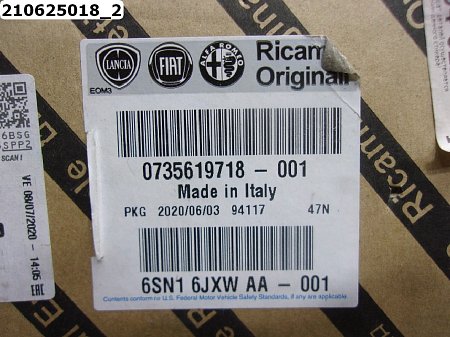 210625018_2
LANCIA
FIAT
ALFA ROMEO
Ricam
Originali
EOM3
0735619718 - 001
Made in Italy
PKG 2020/06/03 94117 47N
6SN1 6JXW AA - 001
Contents conform to U.S. Federal Motor Vehicle Safety Standards, if any are applicable
6BSG
SPP2
SCAN !
VE 08/07/2020 - 14:05
EAC
Ricam